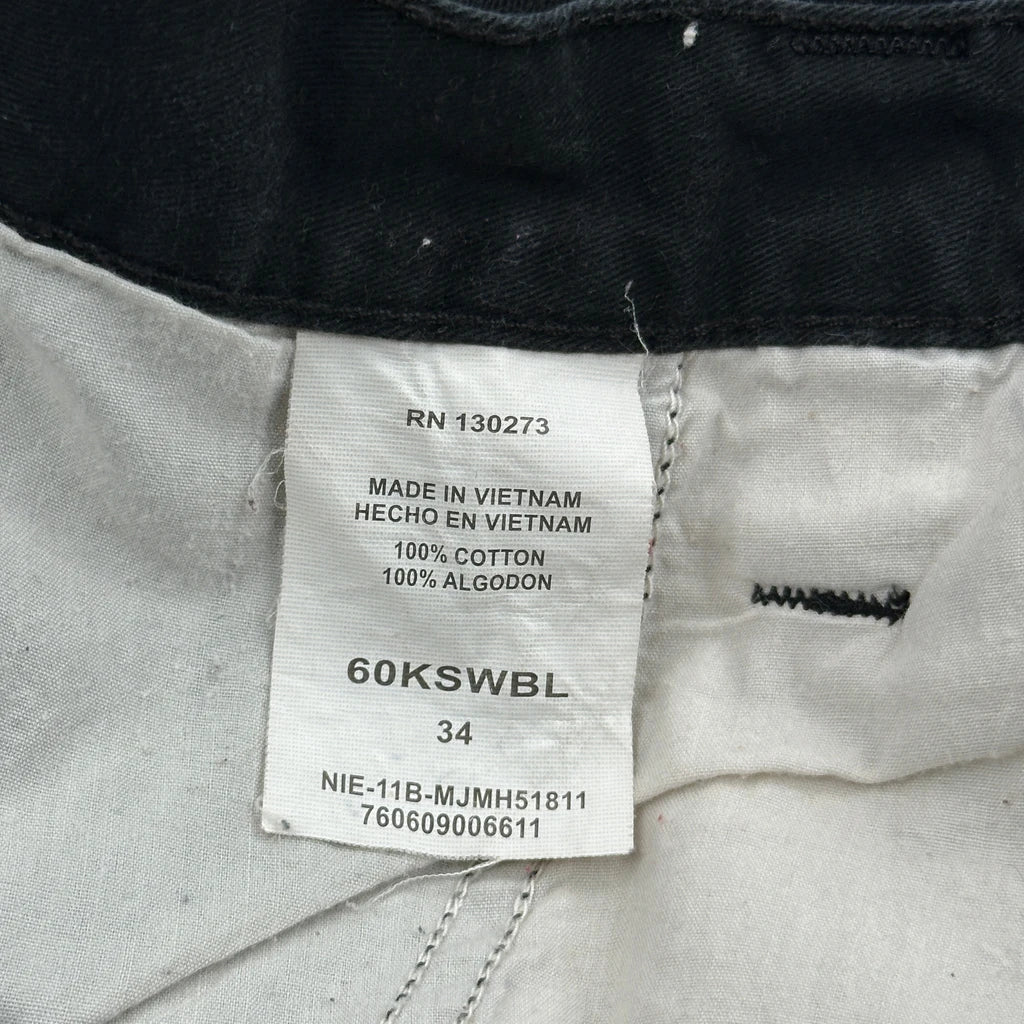 RN 130273
MADE IN VIETNAM
HECHO EN VIETNAM
100% COTTON
100% ALGODON
60KSWBL
34
NIE-11B-MJMH51811
760609006611